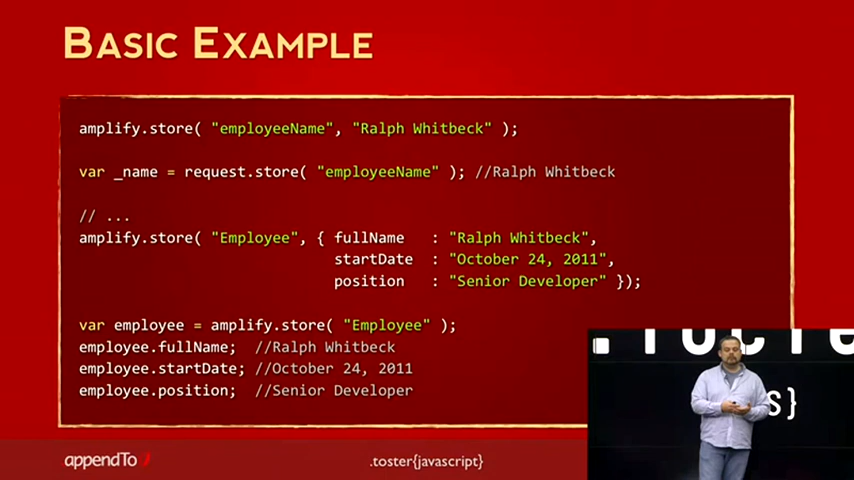 BASIC EXAMPLE
amplify.store( "employeeName", "Ralph Whitbeck" );
var _name = request.store( "employeeName" ); //Ralph Whitbeck
// ...
amplify.store( "Employee", { fullName : "Ralph Whitbeck",
startDate : "October 24, 2011",
position : "Senior Developer" });
var employee = amplify.store( "Employee" );
employee.fullName; //Ralph Whitbeck
employee.startDate; //October 24, 2011
employee.position; //Senior Developer
appendTo
.toster{javascript}